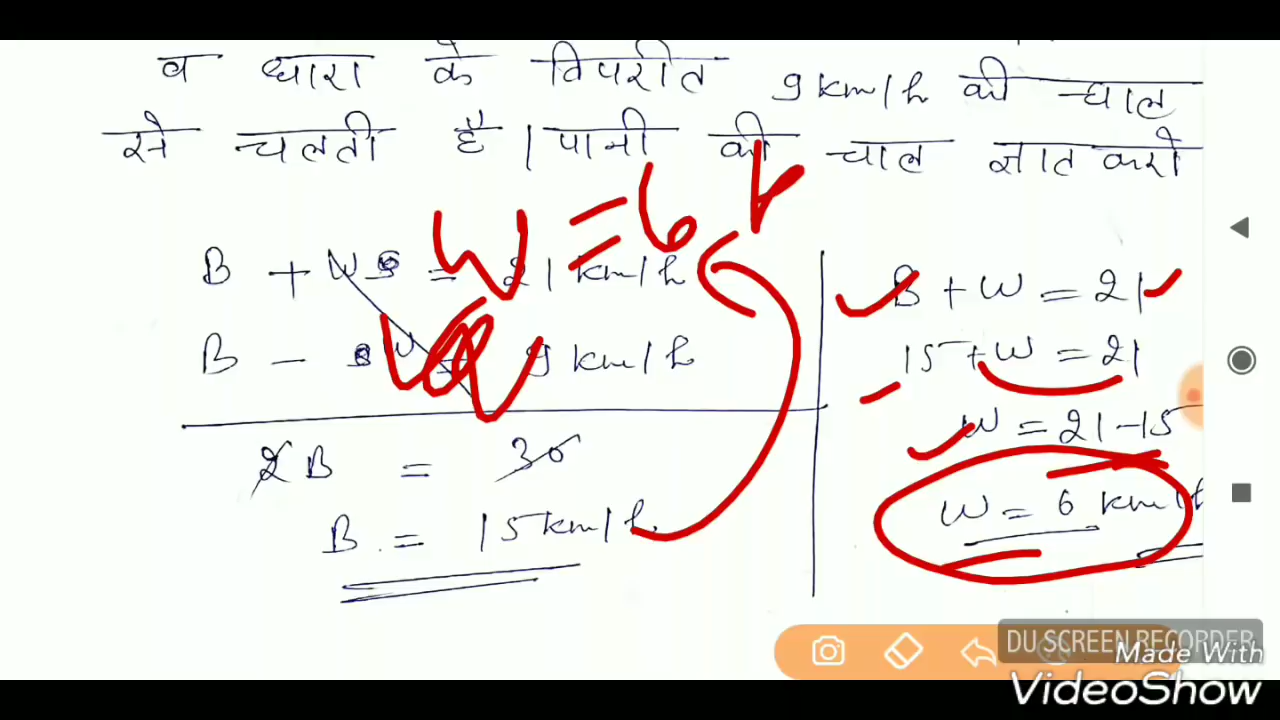 व धारा के विपरीत 9 km/h की चाल
से चलती है। पानी की चाल ज्ञात करो
W = 6 k
B + W = 21 km/h
B - W = 9 km/h
2B = 30
B = 15 km/h
B + W = 21
15 + W = 21
W = 21 - 15
W = 6 km/h
DU SCREEN RECORDER
Made With
VideoShow